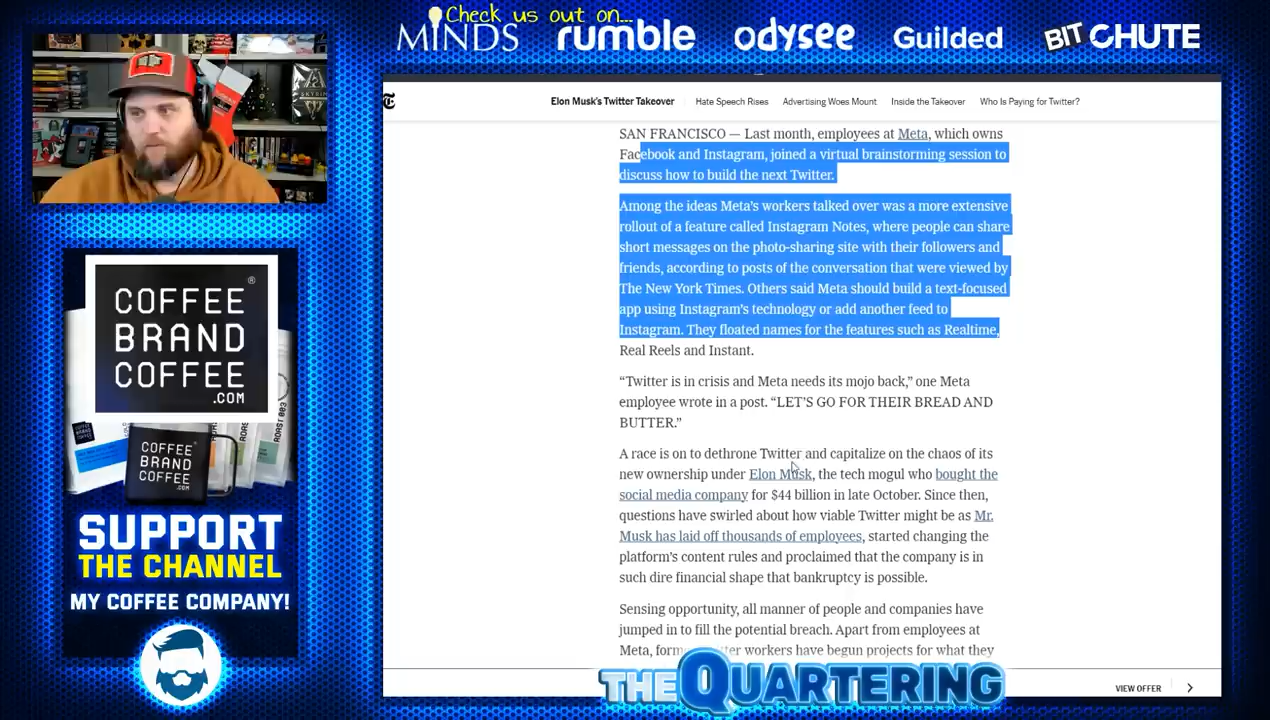 Check us out on...
MINDS
rumble
odysee
Guilded
BIT CHUTE
Elon Musk's Twitter Takeover
Hate Speech Rises
Advertising Woes Mount
Inside the Takeover
Who Is Paying for Twitter?
SAN FRANCISCO — Last month, employees at Meta, which owns
Facebook and Instagram, joined a virtual brainstorming session to
discuss how to build the next Twitter.
Among the ideas Meta's workers talked over was a more extensive
rollout of a feature called Instagram Notes, where people can share
short messages on the photo-sharing site with their followers and
friends, according to posts of the conversation that were viewed by
The New York Times. Others said Meta should build a text-focused
app using Instagram's technology or add another feed to
Instagram. They floated names for the features such as Realtime,
Real Reels and Instant.
“Twitter is in crisis and Meta needs its mojo back,” one Meta
employee wrote in a post. “LET'S GO FOR THEIR BREAD AND
BUTTER.”
A race is on to dethrone Twitter and capitalize on the chaos of its
new ownership under Elon Musk, the tech mogul who bought the
social media company for $44 billion in late October. Since then,
questions have swirled about how viable Twitter might be as Mr.
Musk has laid off thousands of employees, started changing the
platform's content rules and proclaimed that the company is in
such dire financial shape that bankruptcy is possible.
Sensing opportunity, all manner of people and companies have
jumped in to fill the potential breach. Apart from employees at
Meta, workers have begun projects for what they
VIEW OFFER
COFFEE
BRAND
COFFEE
.COM
®
COFFEE
BRAND
COFFEE
.COM
SUPPORT
THE CHANNEL
MY COFFEE COMPANY!
THE QUARTERING